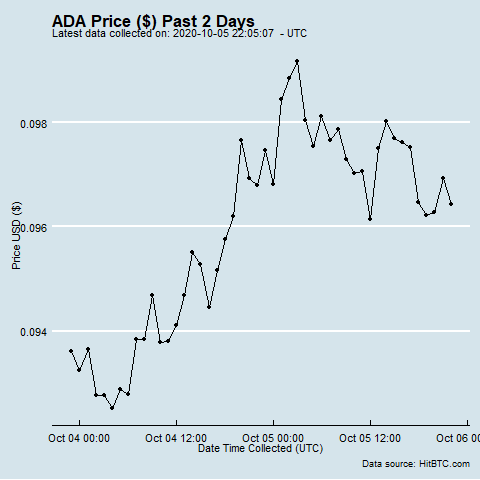 ADA Price ($) Past 2 Days
Latest data collected on: 2020-10-05 22:05:07  - UTC
0.098
0.096
0.094
Price USD ($)
Oct 04 00:00
Oct 04 12:00
Oct 05 00:00
Oct 05 12:00
Oct 06 0
Date Time Collected (UTC)
Data source: HitBTC.com